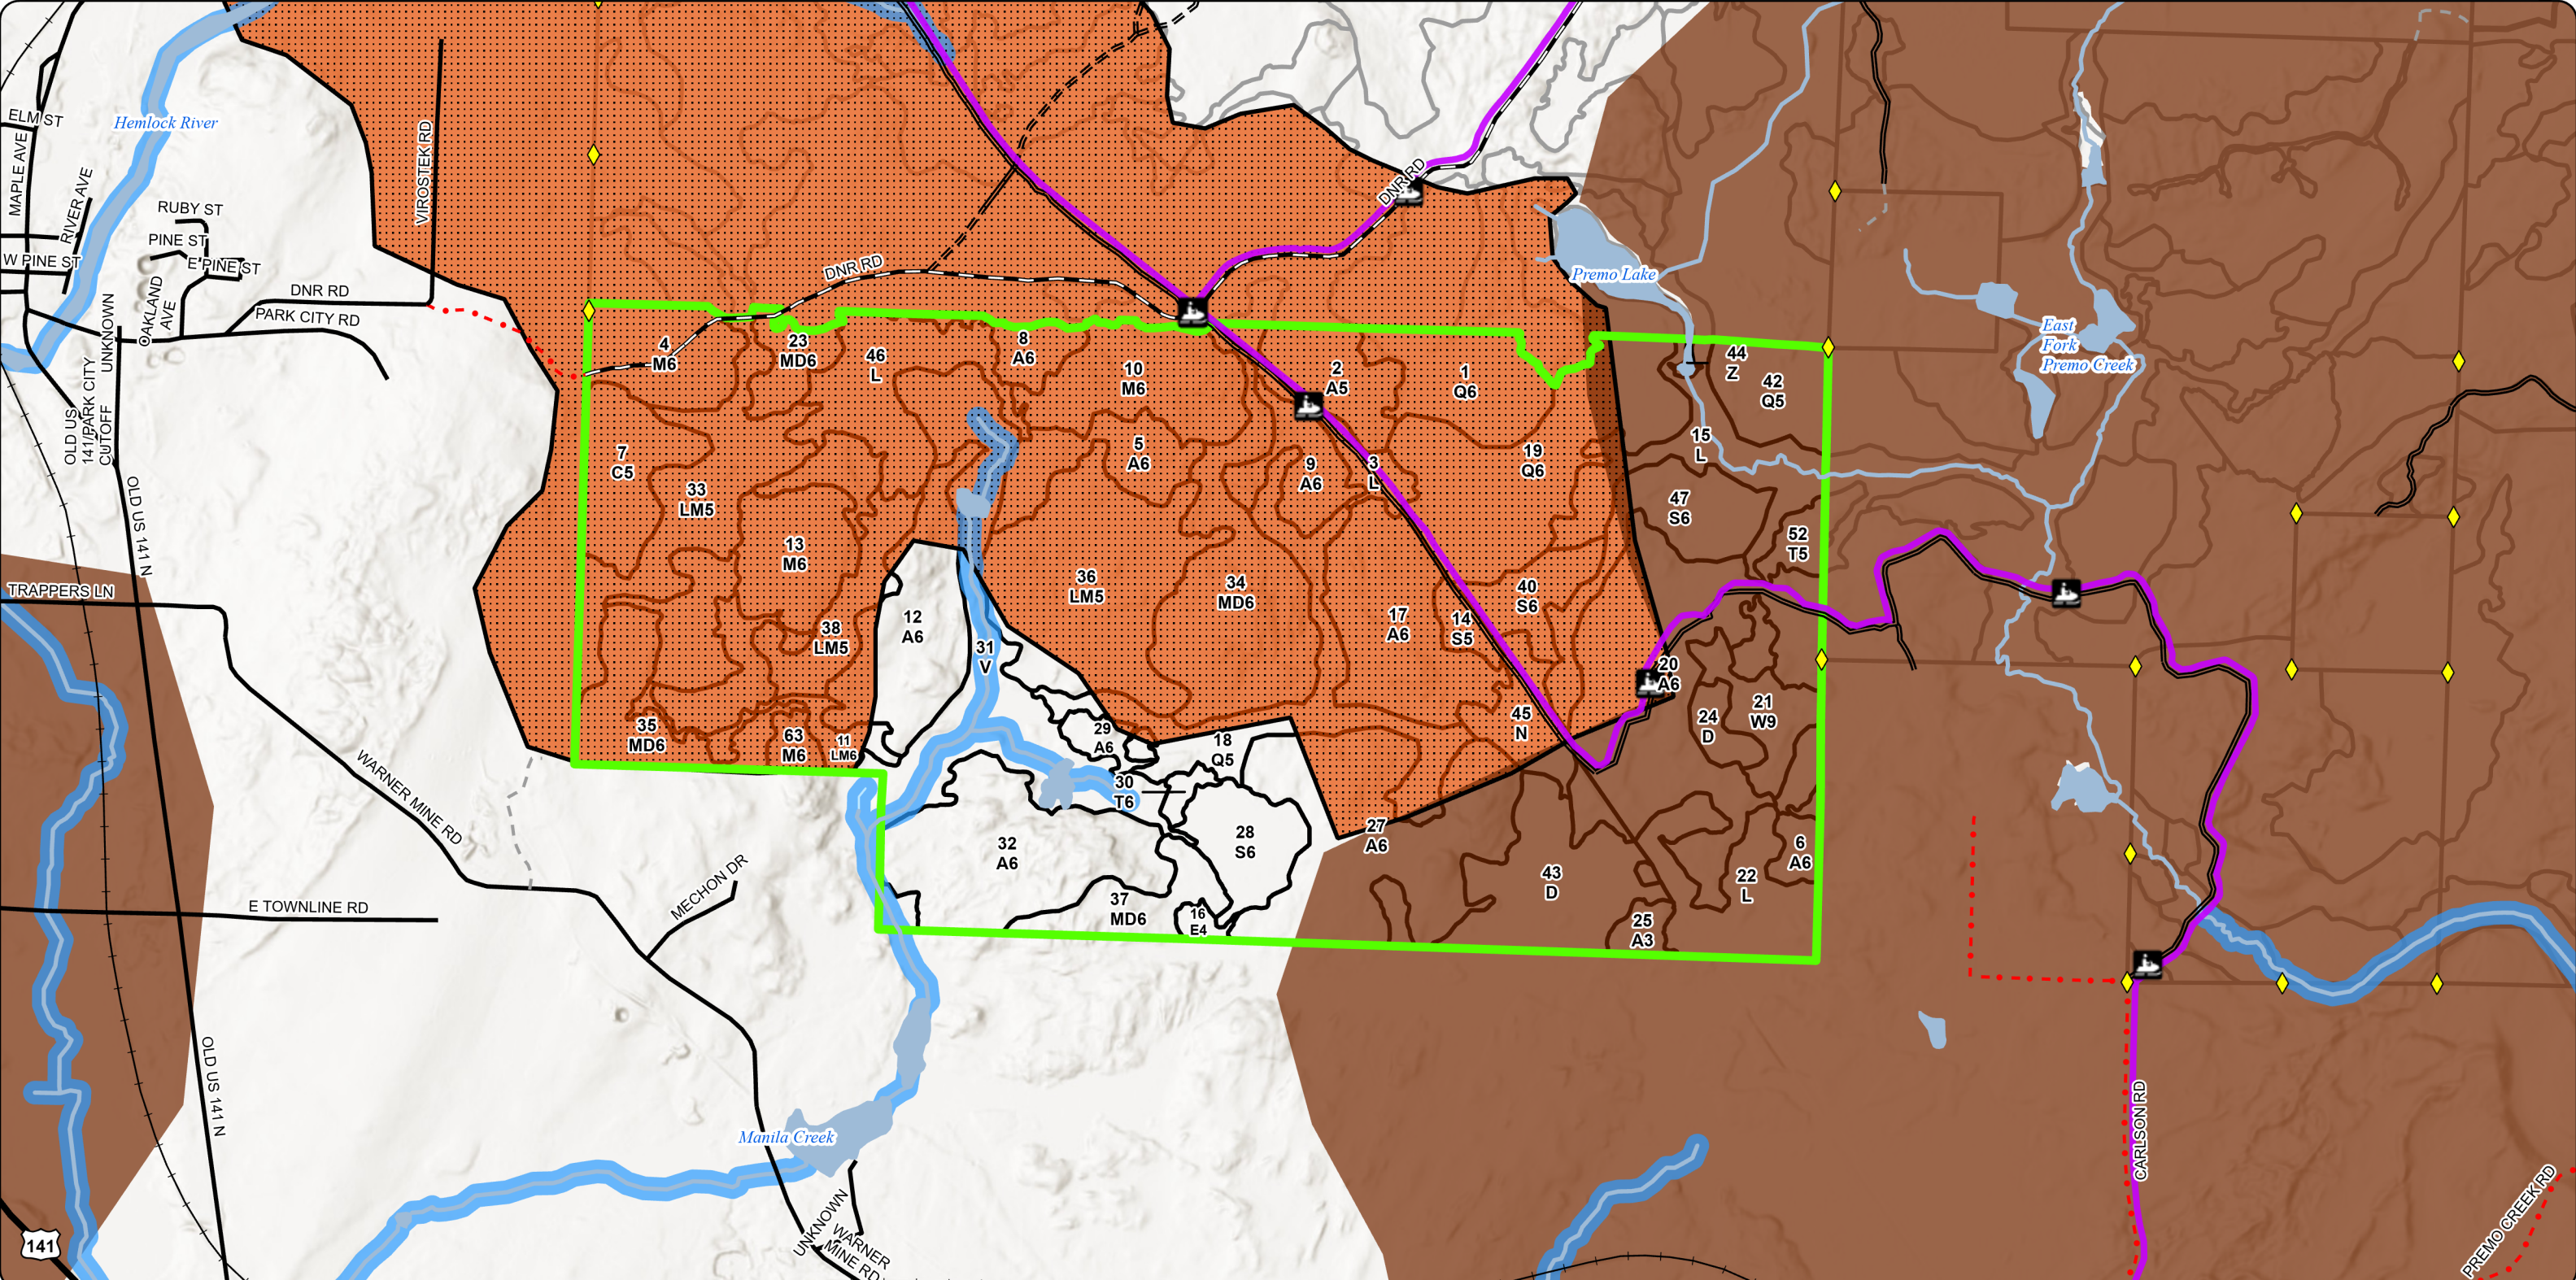 ELM ST
MAPLE AVE
RIVER AVE
Hemlock River
VIROSTEK RD
RUBY ST
PINE ST
E PINE ST
W PINE ST
DNR RD
PARK CITY RD
OAKLAND
AVE
UNKNOWN
OLD US
141/PARK CITY
CUTOFF
OLD US 141 N
TRAPPERS LN
WARNER MINE RD
E TOWNLINE RD
MECHON DR
OLD US 141 N
141
Manila Creek
UNKNOWN
WARNER
MINE RD
DNR RD
DNR RD
Premo Lake
East
Fork
Premo Creek
CARLSON RD
PREMO CREEK RD
4
M6
23
MD6
46
L
8
A6
10
M6
2
A5
1
Q6
44
Z
42
Q5
7
C5
33
LM5
5
A6
9
A6
3
L
19
Q6
15
L
47
S6
52
T5
13
M6
36
LM5
34
MD6
40
S6
12
A6
38
LM5
31
V
17
A6
14
S5
20
A6
35
MD6
63
M6
11
LM6
29
A6
18
Q5
45
N
24
D
21
W9
30
T6
32
A6
28
S6
27
A6
6
A6
43
D
22
L
37
MD6
16
E4
25
A3